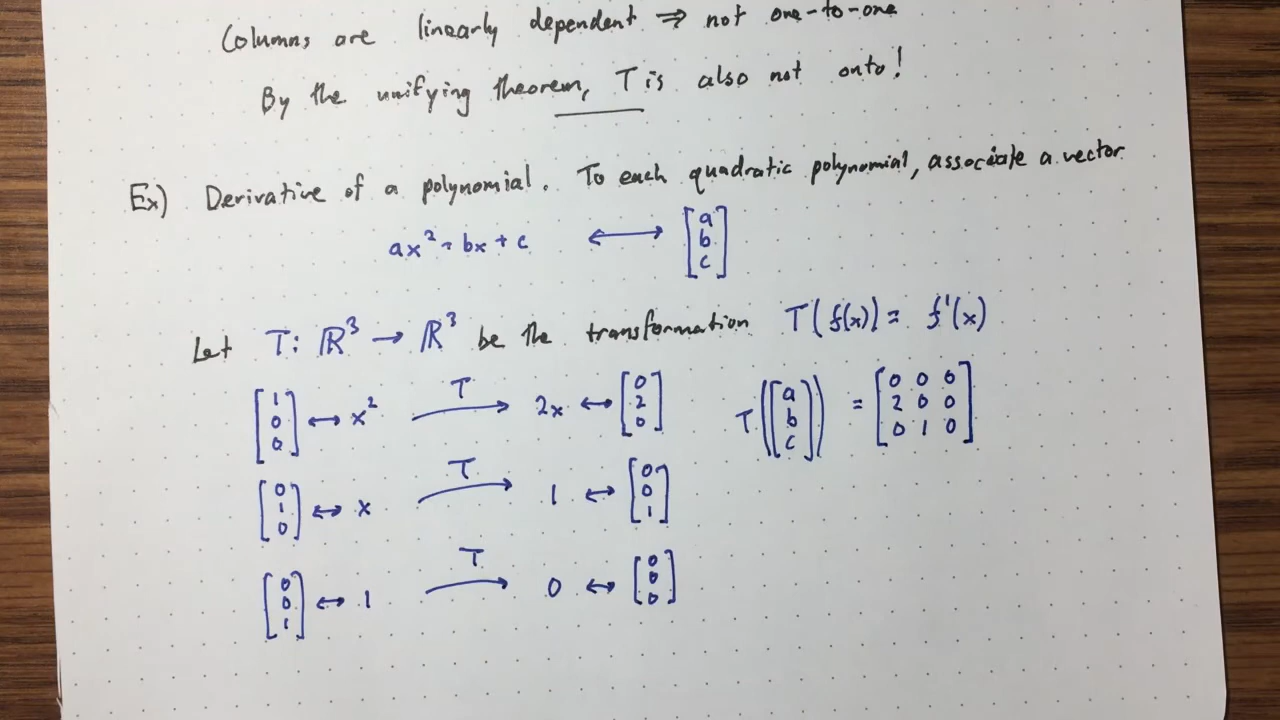 Columns are linearly dependent ⇒ not one-to-one
By the unifying theorem, T is also not onto!
Ex) Derivative of a polynomial. To each quadratic polynomial, associate a vector
ax² + bx + c ⟷ [a b c]
Let T: ℝ³ → ℝ³ be the transformation T(f(x)) = f'(x)
[1 0 0] ↔ x² T→ 2x ↔ [0 2 0] T([a b c]) = [0 0 0; 2 0 0; 0 1 0]
[0 1 0] ↔ x T→ 1 ↔ [0 0 1]
[0 0 1] ↔ 1 T→ 0 ↔ [0 0 0]